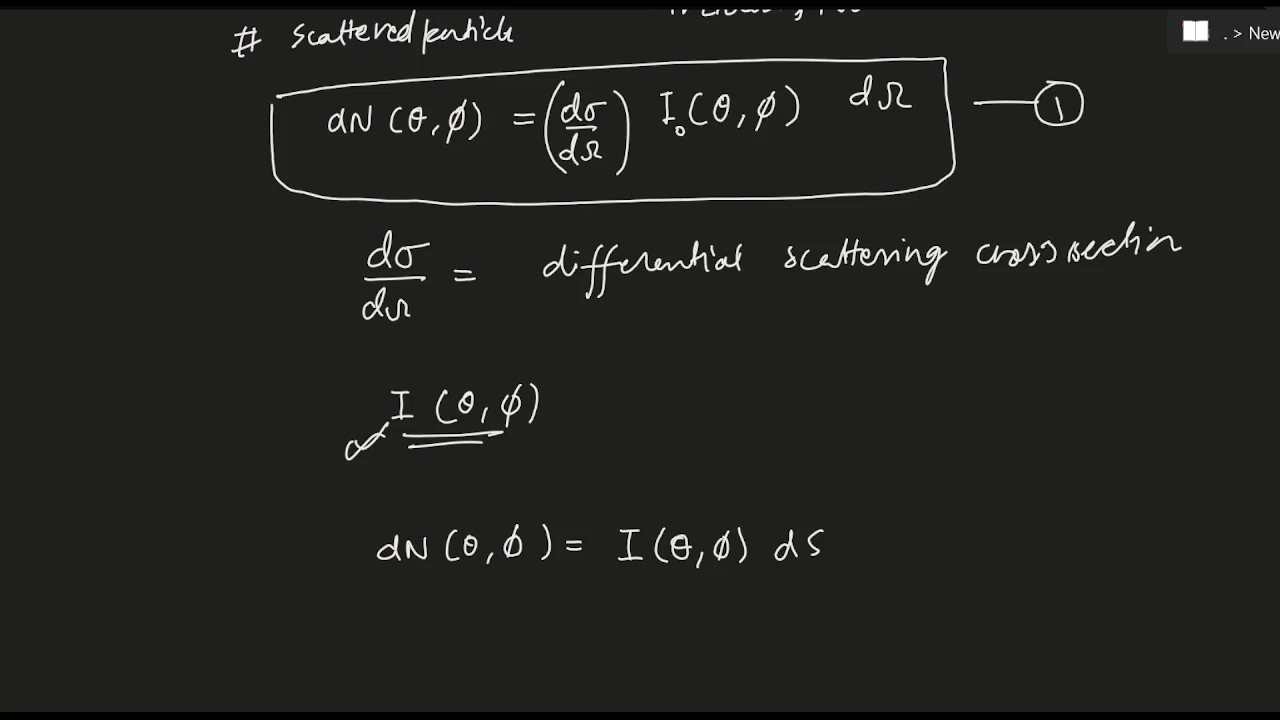 # scattered particle
. > New
dN (θ, ϕ) = (dσ/dΩ) I₀ (θ, ϕ) dΩ — ①
dσ/dΩ = differential scattering cross section
I (θ, ϕ)
dN (θ, ϕ) = I (θ, ϕ) dS